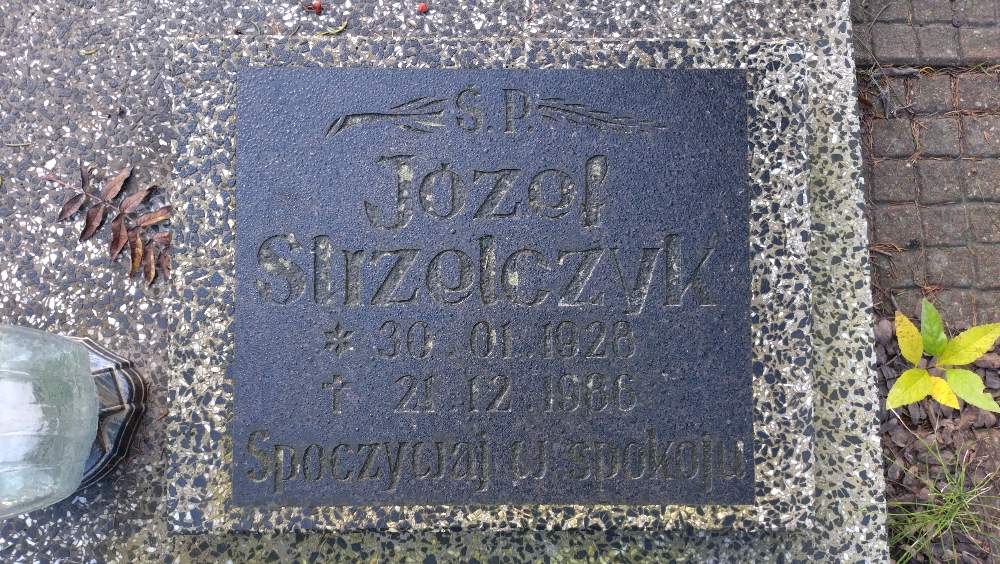 Ś.P.
Józef
Strzelczyk
* 30.01.1928
† 21.12.1986
Spoczywaj w spokoju